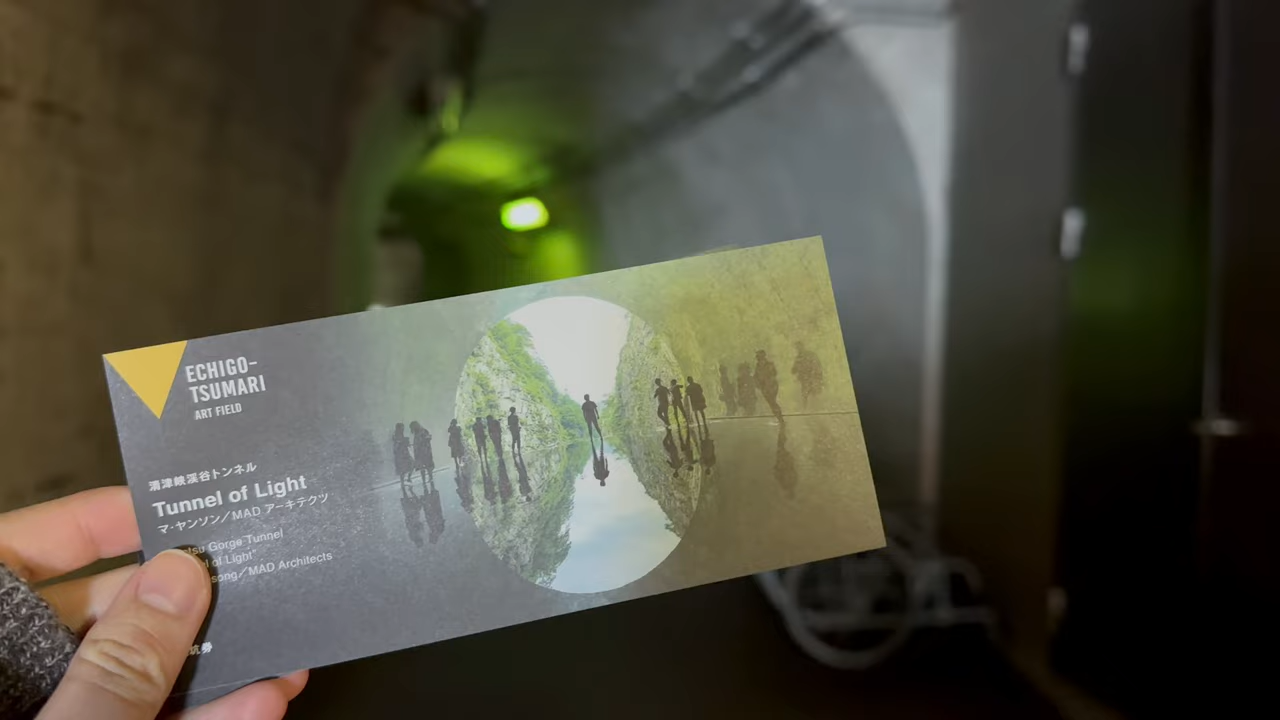 ECHIGO-
TSUMARI
ART FIELD
清津峡渓谷トンネル
Tunnel of Light
マ・ヤンソン／MAD アーキテクツ
Gorge Tunnel
of Light"
／MAD Architects
券